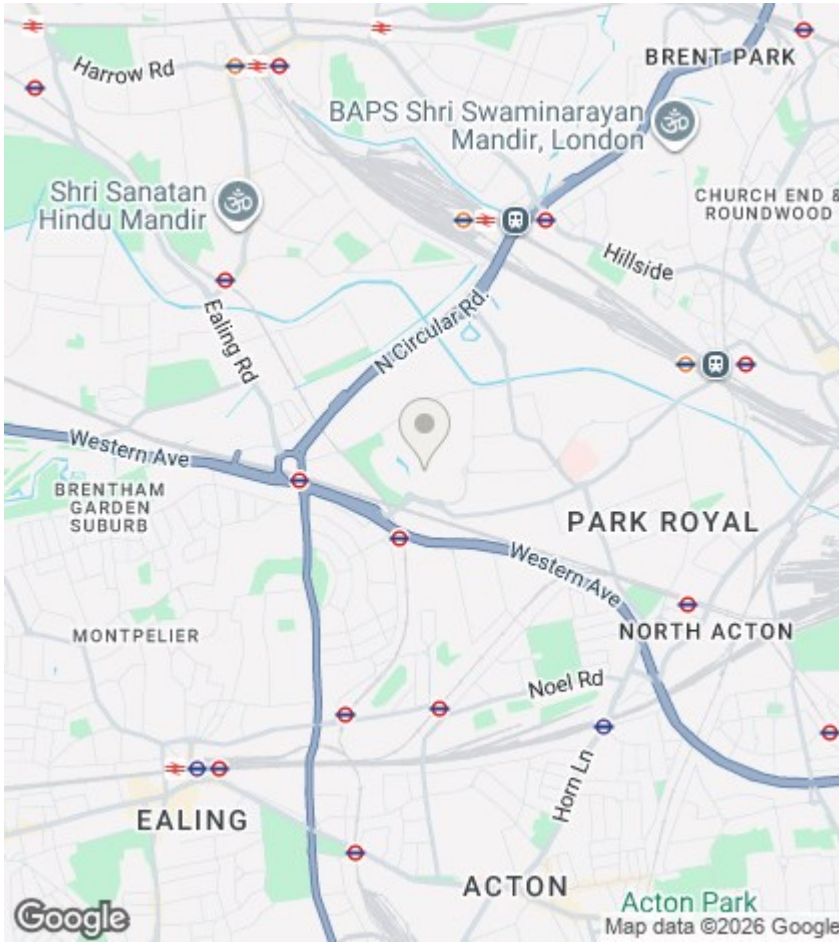 BRENT PARK
Harrow Rd
BAPS Shri Swaminarayan
Mandir, London
Shri Sanatan
Hindu Mandir
CHURCH END &
ROUNDWOOD
Hillside
Ealing Rd
N Circular Rd
Western Ave
BRENTHAM
GARDEN
SUBURB
PARK ROYAL
Western Ave
MONTPELIER
NORTH ACTON
Noel Rd
Horn Ln
EALING
ACTON
Acton Park
Google
Map data ©2026 Google